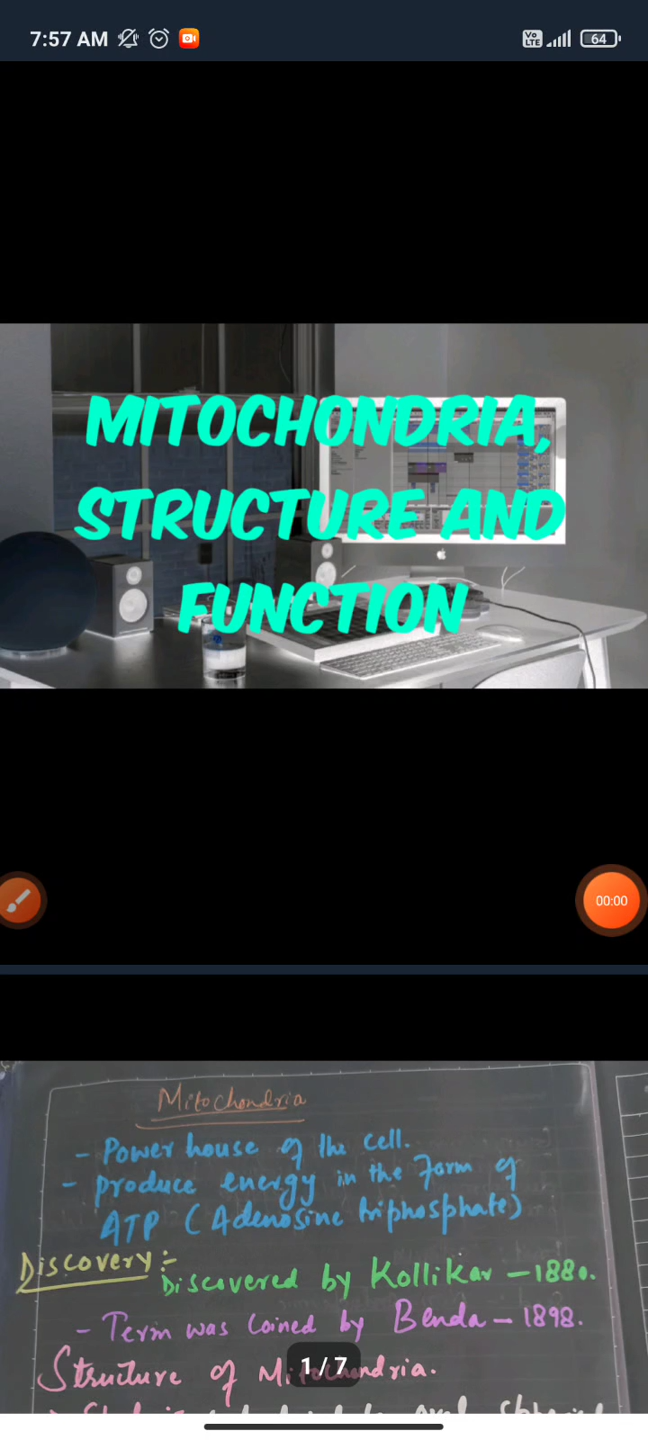 7:57 AM
Vo LTE
64
MITOCHONDRIA,
STRUCTURE AND
FUNCTION
00:00
Mitochondria
- Power house of the cell.
- produce energy in the Form of
ATP (Adenosine triphosphate)
Discovery:-
Discovered by Kollikar – 1880.
- Term was Coined by Benda – 1898.
Structure of Mitochondria.
1 / 7